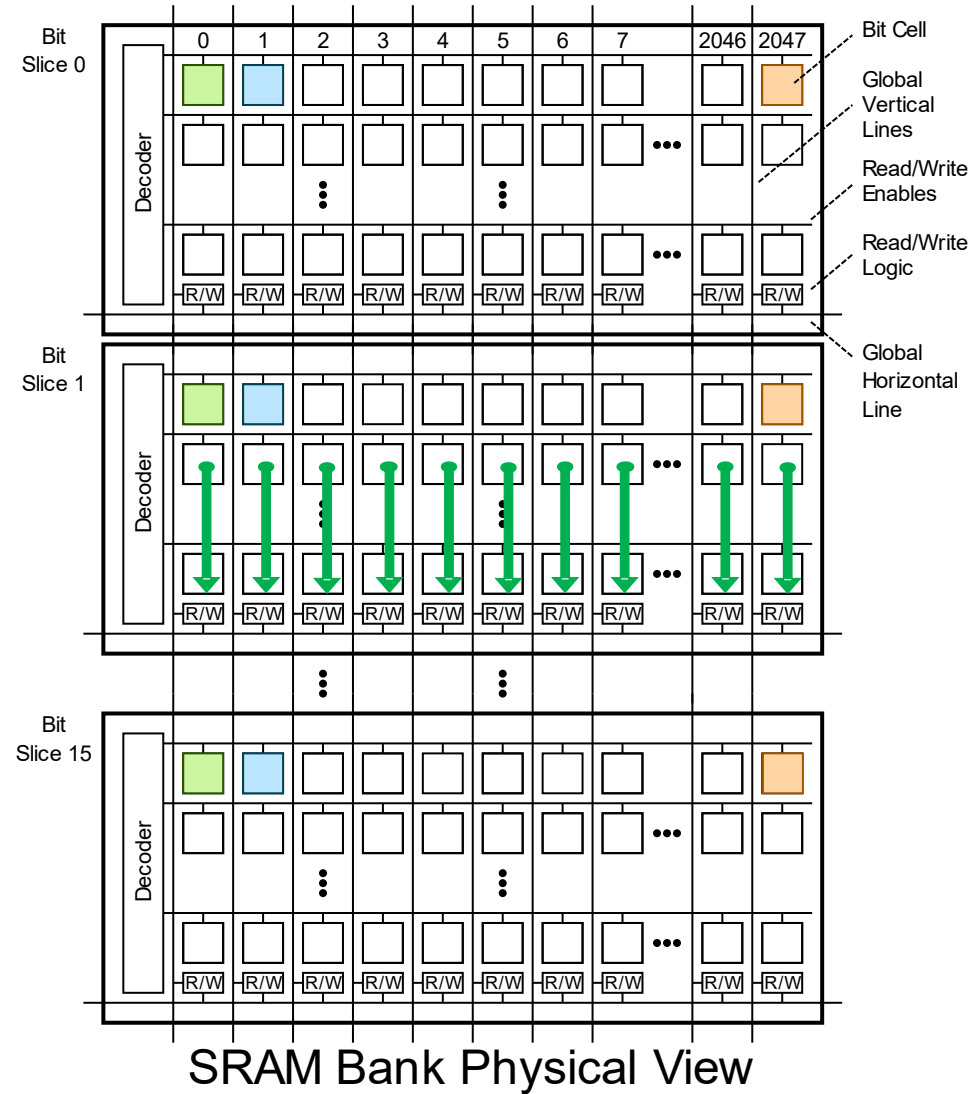 Bit
Slice 0
0 1 2 3 4 5 6 7 2046 2047
Decoder
R/W R/W R/W R/W R/W R/W R/W R/W R/W R/W
Bit Cell
Global
Vertical
Lines
Read/Write
Enables
Read/Write
Logic
Global
Horizontal
Line
Bit
Slice 1
Decoder
R/W R/W R/W R/W R/W R/W R/W R/W R/W R/W
Bit
Slice 15
Decoder
R/W R/W R/W R/W R/W R/W R/W R/W R/W R/W
SRAM Bank Physical View